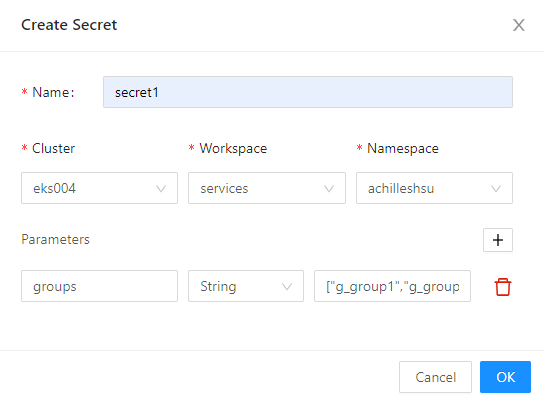 Create Secret
* Name:
secret1
* Cluster
* Workspace
* Namespace
eks004
services
achilleshsu
Parameters
groups
String
["g_group1","g_group
Cancel
OK